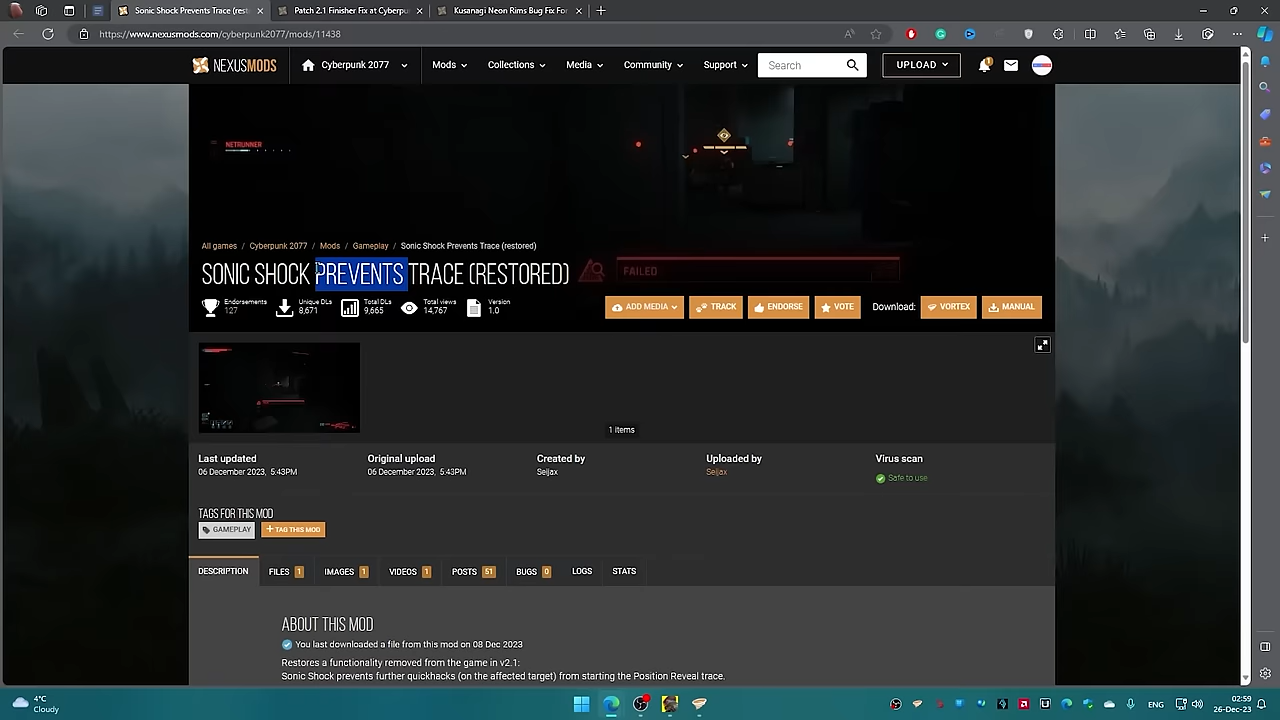 Sonic Shock Prevents Trace (rest
Patch 2.1 Finisher Fix at Cyberpu
Kusanagi Neon Rims Bug Fix For
https://www.nexusmods.com/cyberpunk2077/mods/11438
NEXUSMODS
Cyberpunk 2077
Mods
Collections
Media
Community
Support
Search
UPLOAD
1
NETRUNNER
All games / Cyberpunk 2077 / Mods / Gameplay / Sonic Shock Prevents Trace (restored)
SONIC SHOCK PREVENTS TRACE (RESTORED)
FAILED
Endorsements
127
Unique DLs
8,671
Total DLs
9,665
Total views
14,767
Version
1.0
ADD MEDIA
TRACK
ENDORSE
VOTE
Download:
VORTEX
MANUAL
1 items
Last updated
06 December 2023, 5:43PM
Original upload
06 December 2023, 5:43PM
Created by
Seijax
Uploaded by
Seijax
Virus scan
Safe to use
TAGS FOR THIS MOD
GAMEPLAY
+ TAG THIS MOD
DESCRIPTION
FILES 1
IMAGES 1
VIDEOS 1
POSTS 51
BUGS 0
LOGS
STATS
ABOUT THIS MOD
You last downloaded a file from this mod on 08 Dec 2023
Restores a functionality removed from the game in v2.1:
Sonic Shock prevents further quickhacks (on the affected target) from starting the Position Reveal trace.
4°C
Cloudy
ENG
02:59
26-Dec-23